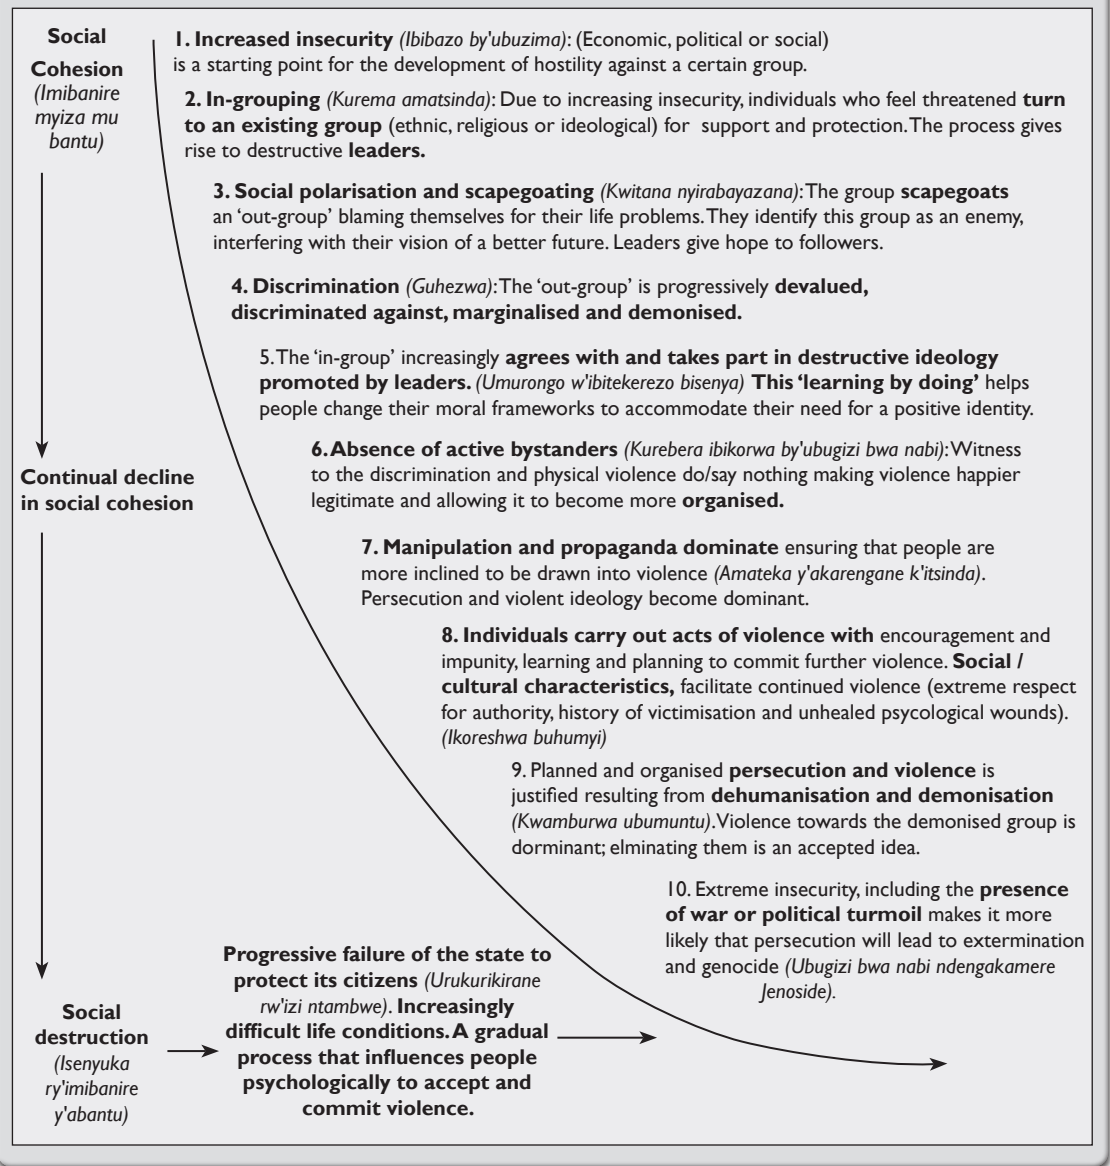 Social
Cohesion
(Imibanire
myiza mu
bantu)
1. Increased insecurity (Ibibazo by'ubuzima): (Economic, political or social)
is a starting point for the development of hostility against a certain group.
2. In-grouping (Kurema amatsinda): Due to increasing insecurity, individuals who feel threatened turn
to an existing group (ethnic, religious or ideological) for support and protection. The process gives
rise to destructive leaders.
3. Social polarisation and scapegoating (Kwitana nyirabayazana): The group scapegoats
an 'out-group' blaming themselves for their life problems. They identify this group as an enemy,
interfering with their vision of a better future. Leaders give hope to followers.
4. Discrimination (Guhezwa): The 'out-group' is progressively devalued,
discriminated against, marginalised and demonised.
5. The 'in-group' increasingly agrees with and takes part in destructive ideology
promoted by leaders. (Umurongo w'ibitekerezo bisenya) This 'learning by doing' helps
people change their moral frameworks to accommodate their need for a positive identity.
6. Absence of active bystanders (Kurebera ibikorwa by'ubugizi bwa nabi): Witness
to the discrimination and physical violence do/say nothing making violence happier
legitimate and allowing it to become more organised.
Continual decline
in social cohesion
7. Manipulation and propaganda dominate ensuring that people are
more inclined to be drawn into violence (Amateka y'akarengane k'itsinda).
Persecution and violent ideology become dominant.
8. Individuals carry out acts of violence with encouragement and
impunity, learning and planning to commit further violence. Social /
cultural characteristics, facilitate continued violence (extreme respect
for authority, history of victimisation and unhealed psycological wounds).
(Ikoreshwa buhumyi)
9. Planned and organised persecution and violence is
justified resulting from dehumanisation and demonisation
(Kwamburwa ubumuntu). Violence towards the demonised group is
dorminant; elminating them is an accepted idea.
10. Extreme insecurity, including the presence
of war or political turmoil makes it more
likely that persecution will lead to extermination
and genocide (Ubugizi bwa nabi ndengakamere
Jenoside).
Social
destruction
(Isenyuka
ry'imibanire
y'abantu)
Progressive failure of the state to
protect its citizens (Urukurikirane
rw'izi ntambwe). Increasingly
difficult life conditions. A gradual
process that influences people
psychologically to accept and
commit violence.